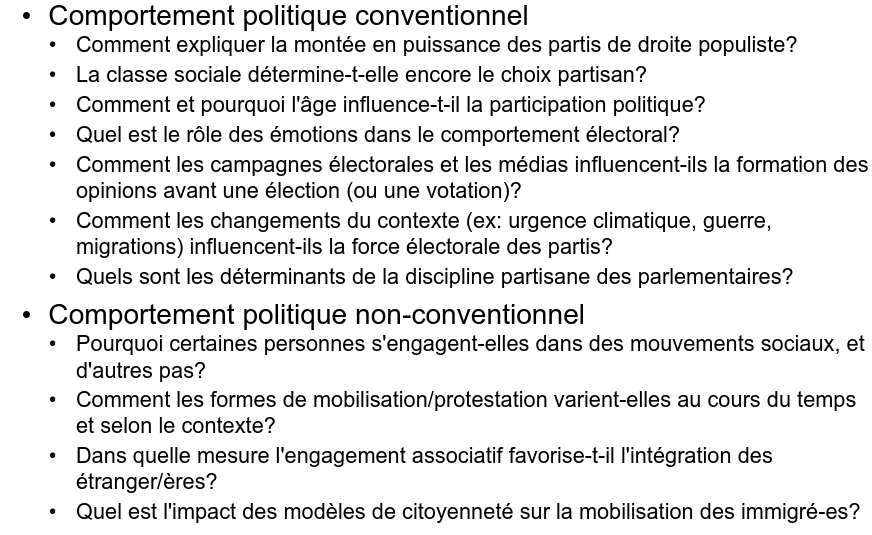 • Comportement politique conventionnel
• Comment expliquer la montée en puissance des partis de droite populiste?
• La classe sociale détermine-t-elle encore le choix partisan?
• Comment et pourquoi l'âge influence-t-il la participation politique?
• Quel est le rôle des émotions dans le comportement électoral?
• Comment les campagnes électorales et les médias influencent-ils la formation des
opinions avant une élection (ou une votation)?
• Comment les changements du contexte (ex: urgence climatique, guerre,
migrations) influencent-ils la force électorale des partis?
• Quels sont les déterminants de la discipline partisane des parlementaires?
• Comportement politique non-conventionnel
• Pourquoi certaines personnes s'engagent-elles dans des mouvements sociaux, et
d'autres pas?
• Comment les formes de mobilisation/protestation varient-elles au cours du temps
et selon le contexte?
• Dans quelle mesure l'engagement associatif favorise-t-il l'intégration des
étranger/ères?
• Quel est l'impact des modèles de citoyenneté sur la mobilisation des immigré-es?